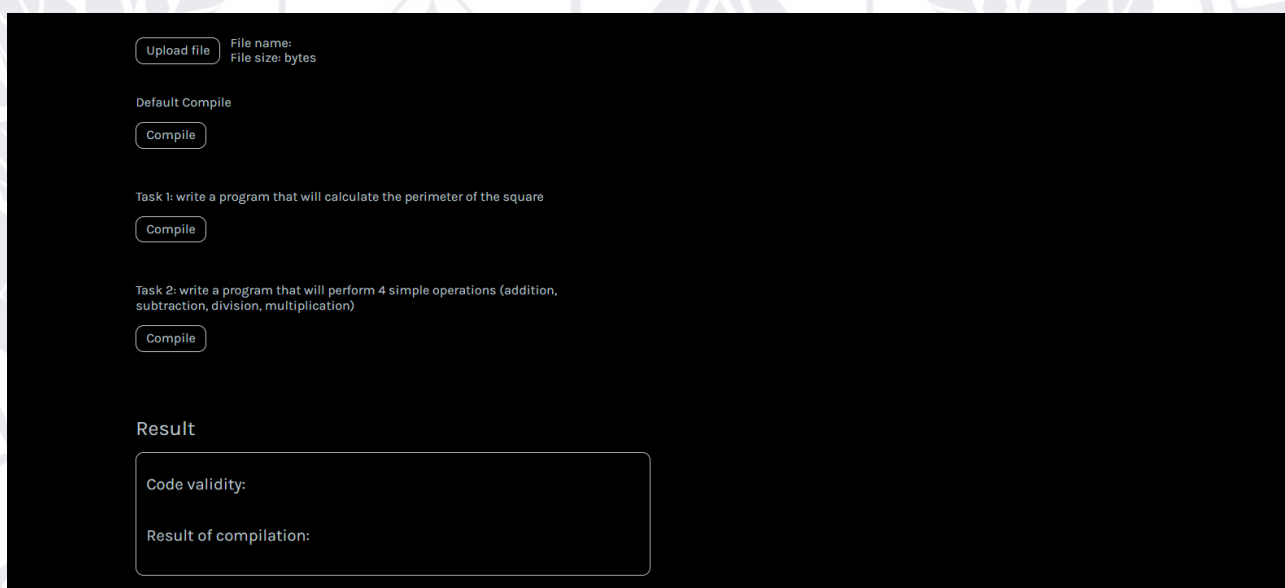 Upload file
File name:
File size: bytes
Default Compile
Compile
Task 1: write a program that will calculate the perimeter of the square
Compile
Task 2: write a program that will perform 4 simple operations (addition,
subtraction, division, multiplication)
Compile
Result
Code validity:
Result of compilation: